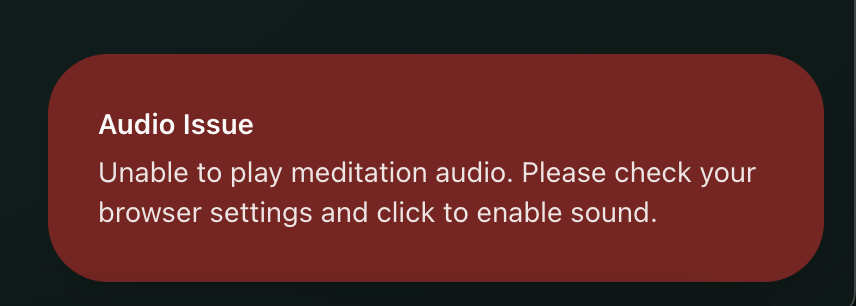 Audio Issue
Unable to play meditation audio. Please check your
browser settings and click to enable sound.